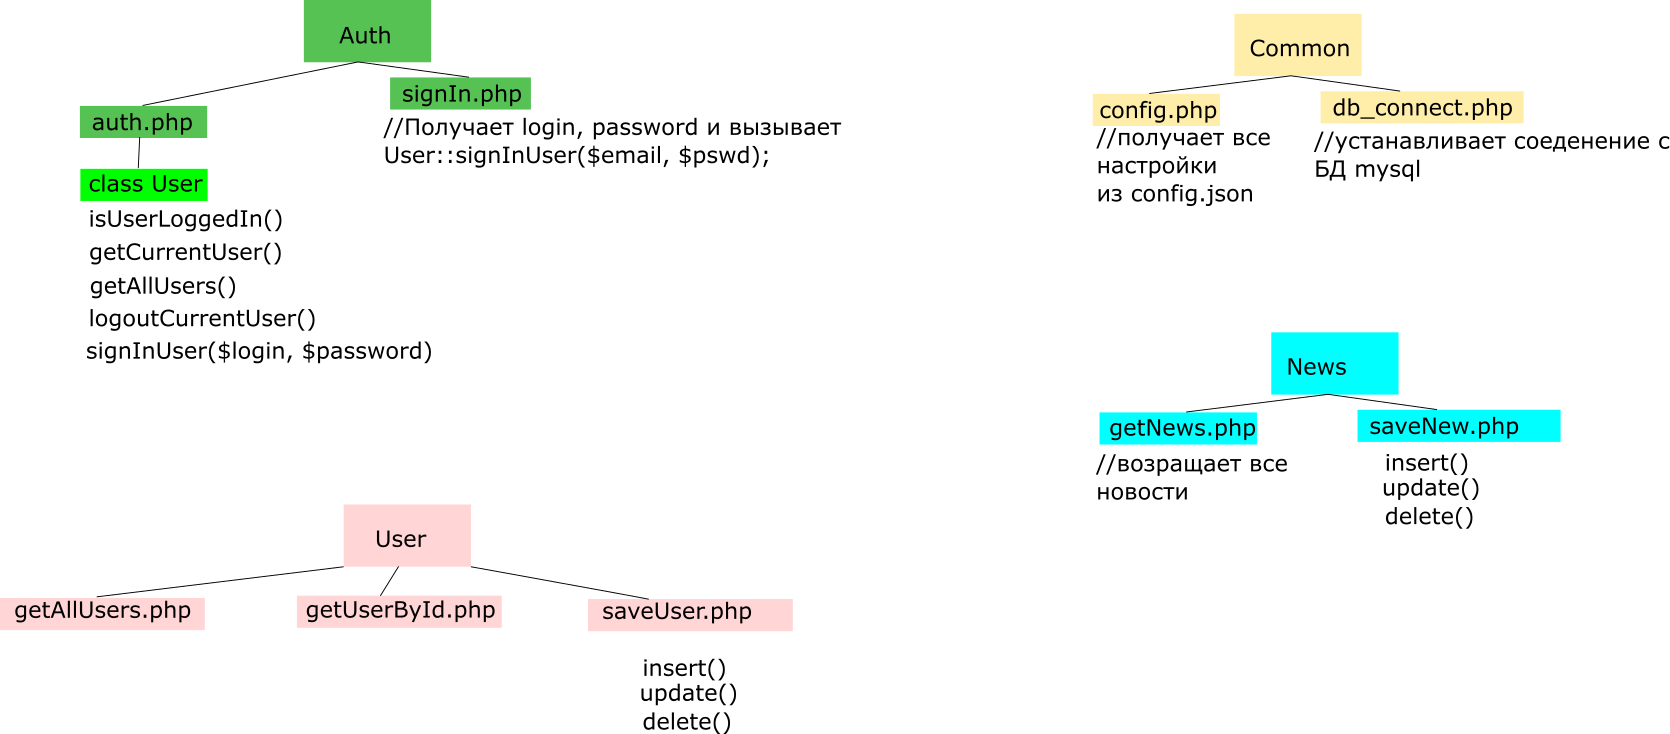 Auth
signIn.php
//Получает login, password и вызывает
User::signInUser($email, $pswd);
auth.php
class User
isUserLoggedIn()
getCurrentUser()
getAllUsers()
logoutCurrentUser()
signInUser($login, $password)
Common
config.php
//получает все
настройки
из config.json
db_connect.php
//устанавливает соеденение с
БД mysql
News
getNews.php
//возращает все
новости
saveNew.php
insert()
update()
delete()
User
getAllUsers.php
getUserById.php
saveUser.php
insert()
update()
delete()